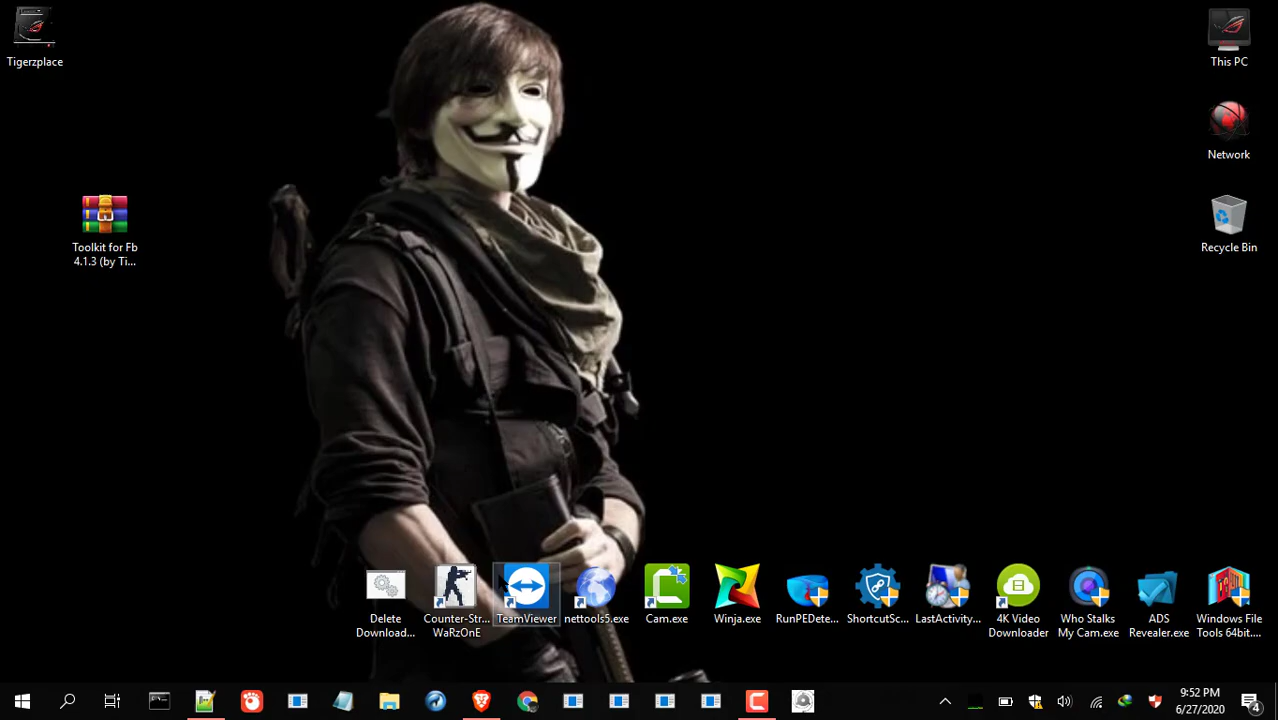 Tigerzplace
This PC
Network
Toolkit for Fb
4.1.3 (by Ti...
Recycle Bin
Delete
Download...
Counter-Str...
WaRzOnE
TeamViewer
nettools5.exe
Cam.exe
Winja.exe
RunPEDete...
ShortcutSc...
LastActivity...
4K Video
Downloader
Who Stalks
My Cam.exe
ADS
Revealer.exe
Windows File
Tools 64bit....
9:52 PM
6/27/2020
4